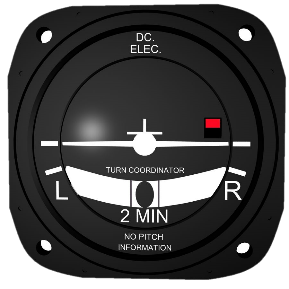 DC.
ELEC.
TURN COORDINATOR
L R
2 MIN
NO PITCH
INFORMATION